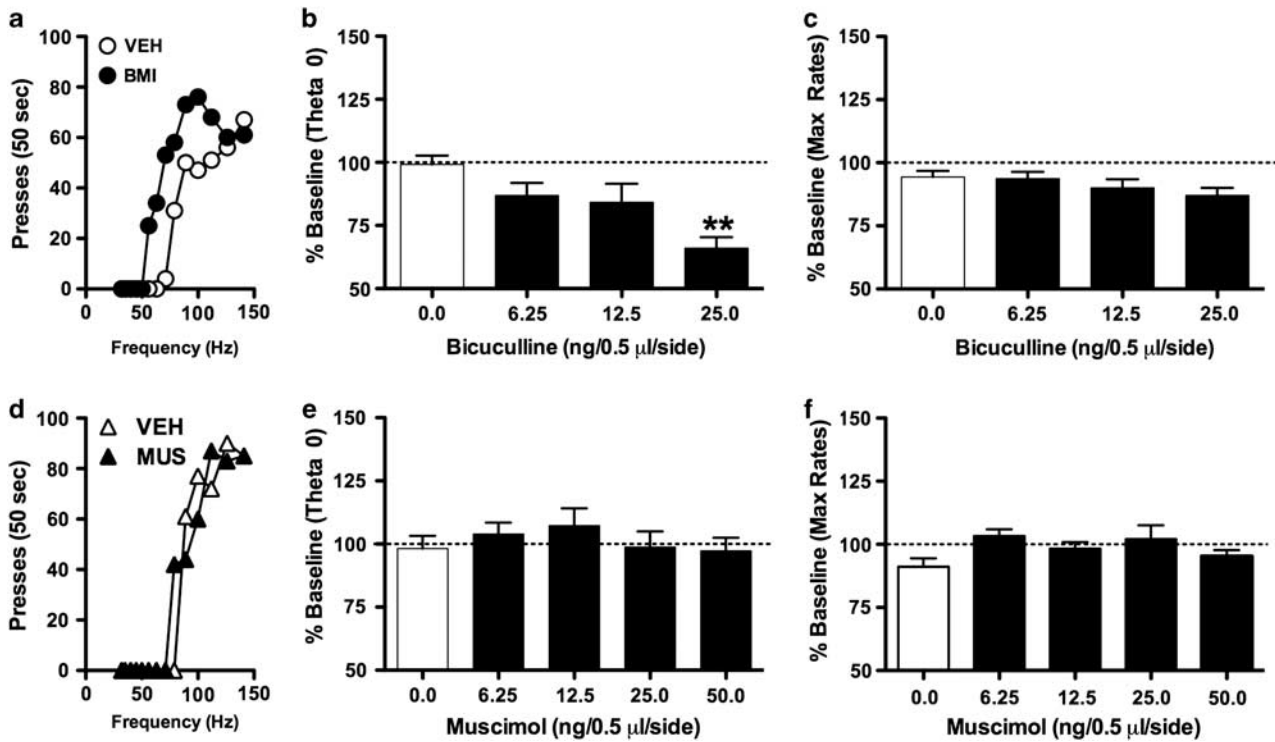 a
100
80
60
40
20
0
Presses (50 sec)
VEH
BMI
0 50 100 150
Frequency (Hz)
b
150
125
100
75
50
% Baseline (Theta 0)
**
0.0 6.25 12.5 25.0
Bicuculline (ng/0.5 µl/side)
c
150
125
100
75
50
% Baseline (Max Rates)
0.0 6.25 12.5 25.0
Bicuculline (ng/0.5 µl/side)
d
100
80
60
40
20
0
Presses (50 sec)
VEH
MUS
0 50 100 150
Frequency (Hz)
e
150
125
100
75
50
% Baseline (Theta 0)
0.0 6.25 12.5 25.0 50.0
Muscimol (ng/0.5 µl/side)
f
150
125
100
75
50
% Baseline (Max Rates)
0.0 6.25 12.5 25.0 50.0
Muscimol (ng/0.5 µl/side)